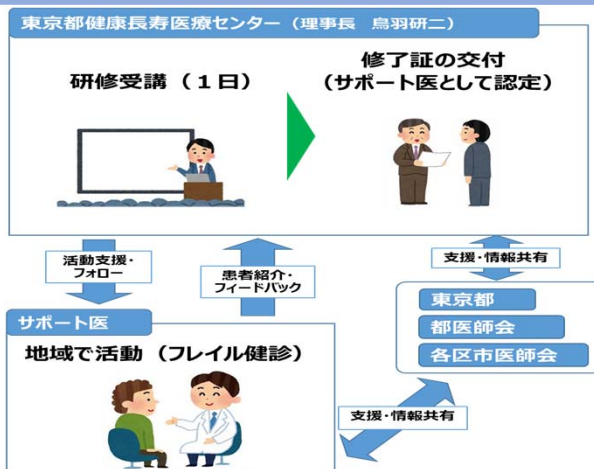 東京都健康長寿医療センター（理事長　鳥羽研二）
研修受講（１日）
修了証の交付
（サポート医として認定）
活動支援・
フォロー
患者紹介・
フィードバック
支援・情報共有
東京都
都医師会
各区市医師会
サポート医
地域で活動（フレイル健診）
支援・情報共有